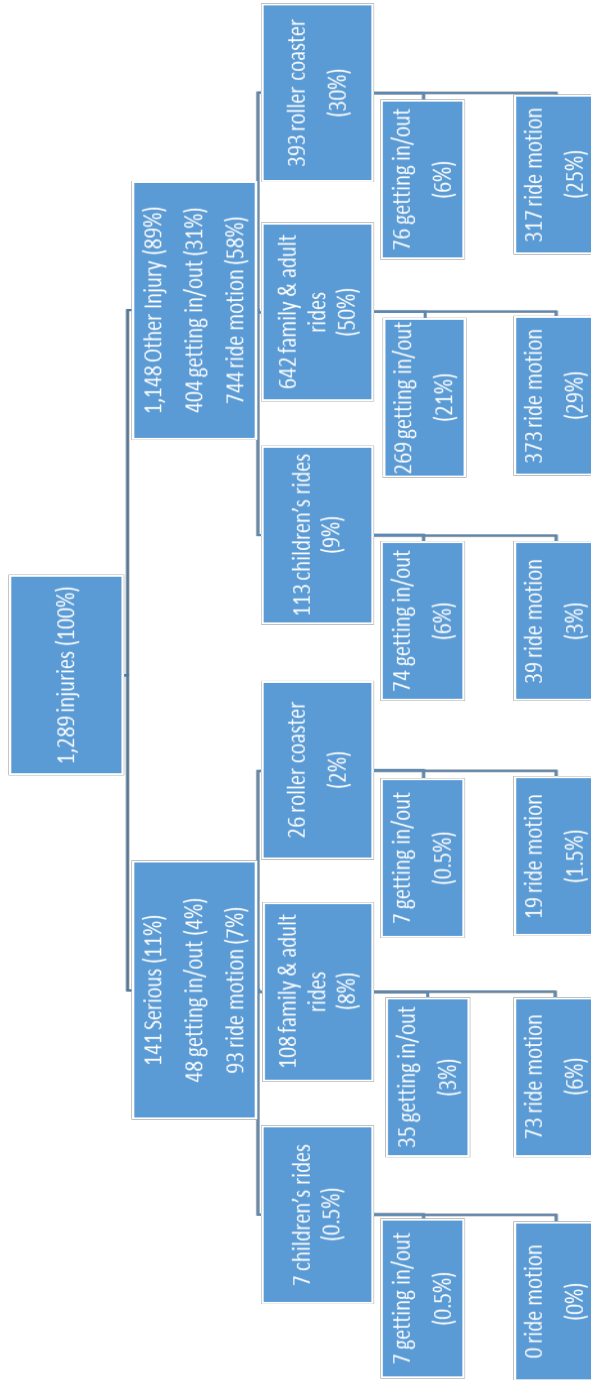 1,289 injuries (100%)
141 Serious (11%)
48 getting in/out (4%)
93 ride motion (7%)
1,148 Other Injury (89%)
404 getting in/out (31%)
744 ride motion (58%)
7 children's rides
(0.5%)
108 family & adult
rides
(8%)
26 roller coaster
(2%)
113 children's rides
(9%)
642 family & adult
rides
(50%)
393 roller coaster
(30%)
7 getting in/out
(0.5%)
35 getting in/out
(3%)
7 getting in/out
(0.5%)
74 getting in/out
(6%)
269 getting in/out
(21%)
76 getting in/out
(6%)
0 ride motion
(0%)
73 ride motion
(6%)
19 ride motion
(1.5%)
39 ride motion
(3%)
373 ride motion
(29%)
317 ride motion
(25%)